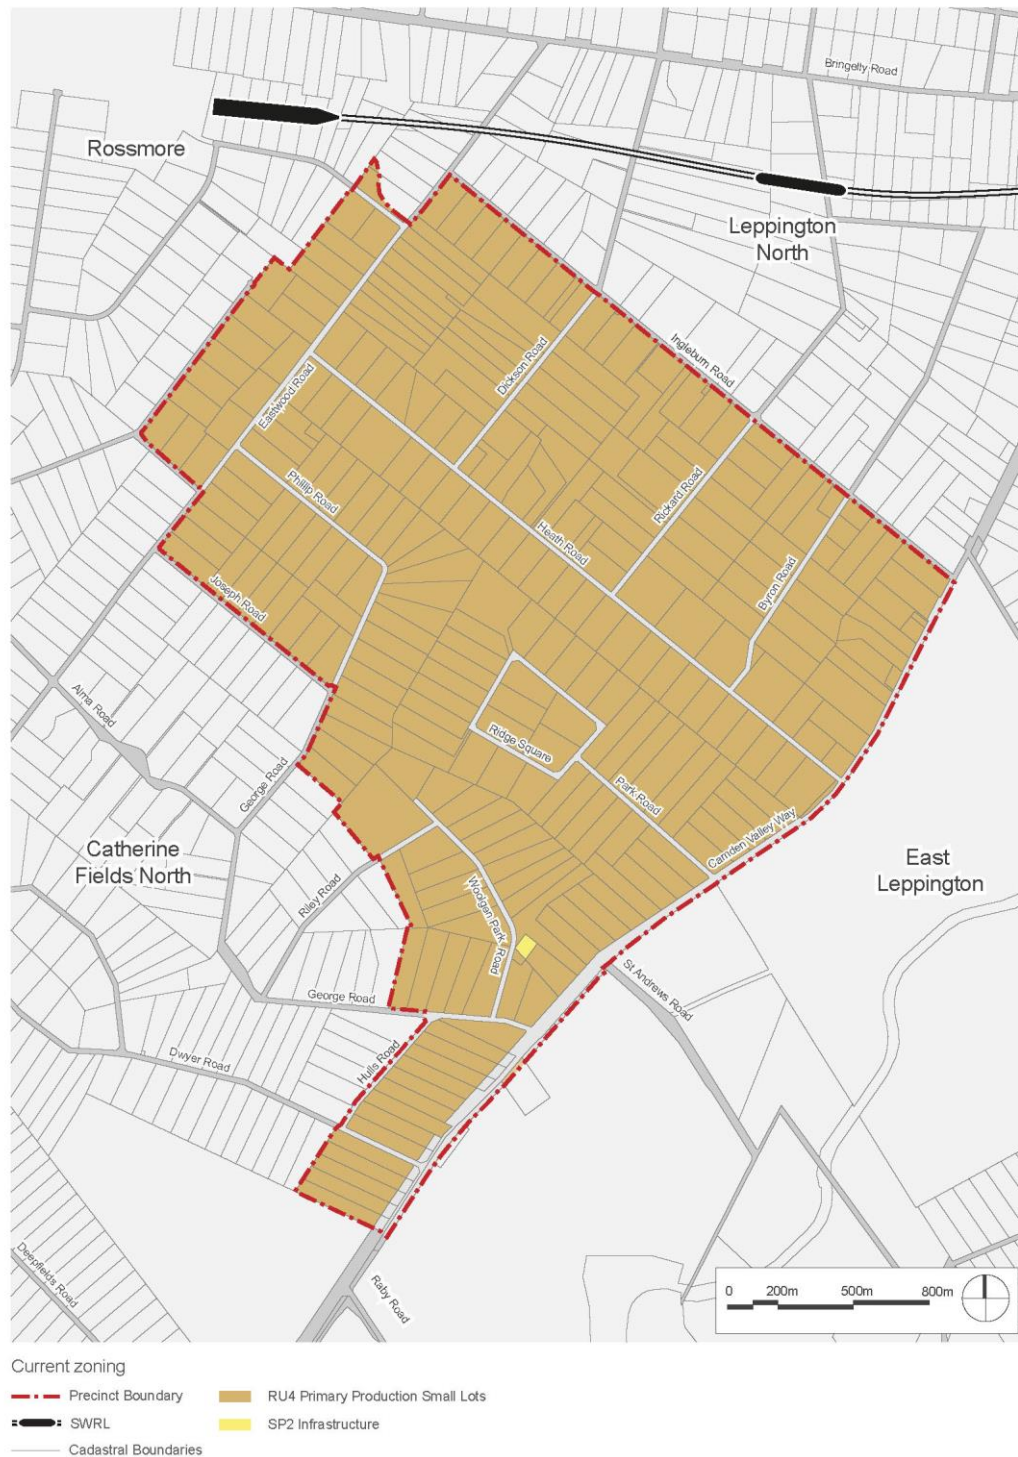 Bringelly Road
Rossmore
Leppington
North
Ingleburn Road
Dickson Road
Eastwood Road
Rickard Road
Phillip Road
Heath Road
Byron Road
Joseph Road
Alma Road
Ridge Square
George Road
Park Road
Camden Valley Way
Catherine
Fields North
East
Leppington
Riley Road
Woolgen Park
Road
St Andrews Road
George Road
Dwyer Road
Hulls Road
Deepfields Road
Raby Road
0 200m 500m 800m
Current zoning
Precinct Boundary
RU4 Primary Production Small Lots
SWRL
SP2 Infrastructure
Cadastral Boundaries